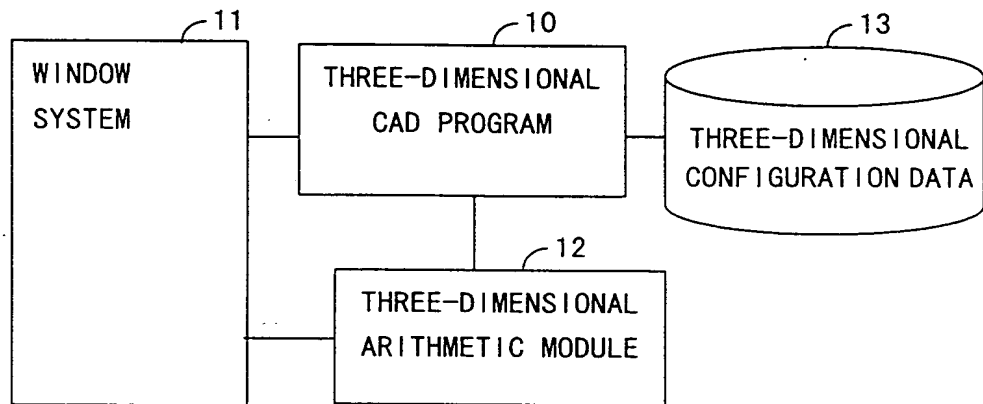 11
WINDOW
SYSTEM
10
THREE-DIMENSIONAL
CAD PROGRAM
13
THREE-DIMENSIONAL
CONFIGURATION DATA
12
THREE-DIMENSIONAL
ARITHMETIC MODULE